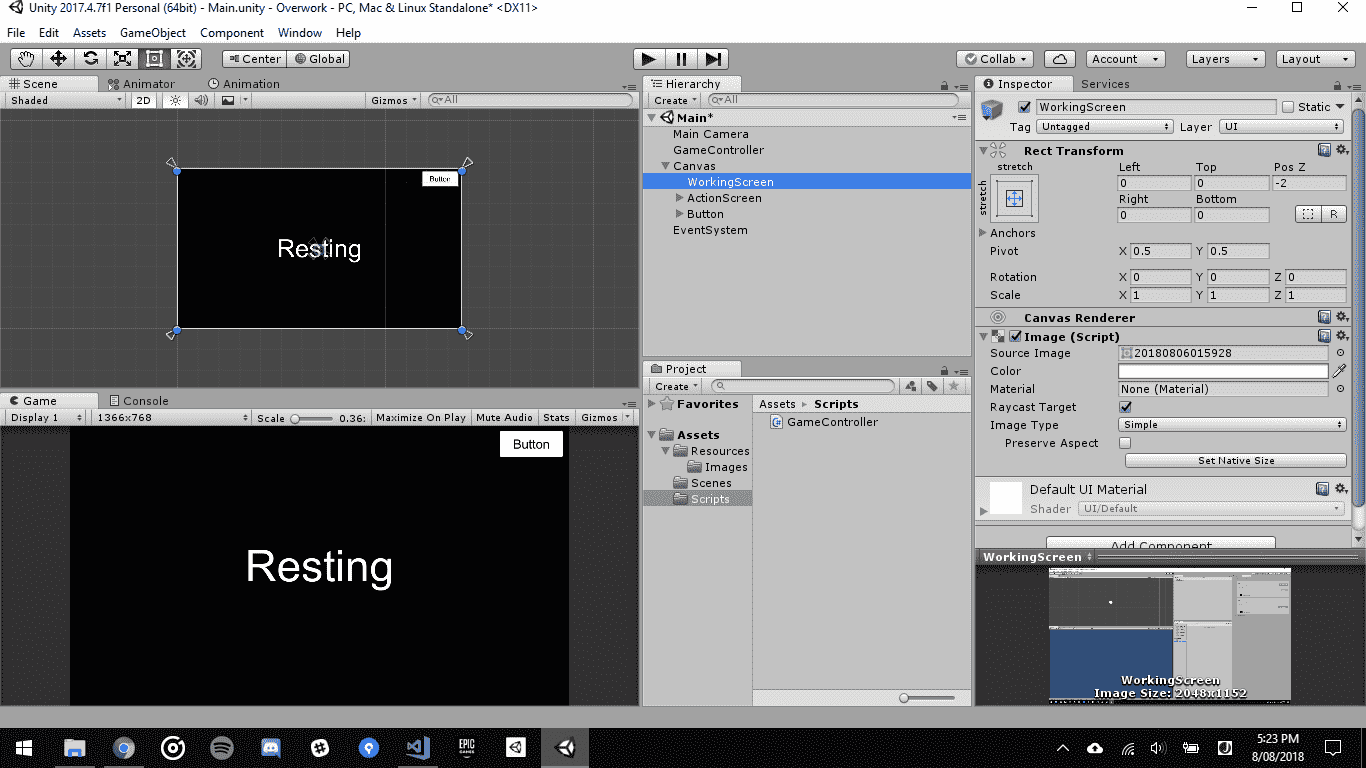 Unity 2017.4.7f1 Personal (64bit) - Main.unity - Overwork - PC, Mac & Linux Standalone* <DX11>
File Edit Assets GameObject Component Window Help
Center Global Collab Account Layers Layout
Scene Animator Animation
Shaded 2D Gizmos All
Button
Resting
Game Console
Display 1 1366x768 Scale 0.36: Maximize On Play Mute Audio Stats Gizmos
Button
Resting
Hierarchy
Create All
Main*
Main Camera
GameController
Canvas
WorkingScreen
ActionScreen
Button
EventSystem
Project
Create
Favorites
Assets
Resources
Images
Scenes
Scripts
Assets Scripts
GameController
Inspector Services
WorkingScreen Static
Tag Untagged Layer UI
Rect Transform
stretch
stretch
Left Top Pos Z
0 0 -2
Right Bottom
0 0 R
Anchors
Pivot X 0.5 Y 0.5
Rotation X 0 Y 0 Z 0
Scale X 1 Y 1 Z 1
Canvas Renderer
Image (Script)
Source Image 20180806015928
Color
Material None (Material)
Raycast Target
Image Type Simple
Preserve Aspect
Set Native Size
Default UI Material
Shader UI/Default
Add Component
WorkingScreen
WorkingScreen
Image Size: 2048x1152
EPIC GAMES
5:23 PM
8/08/2018